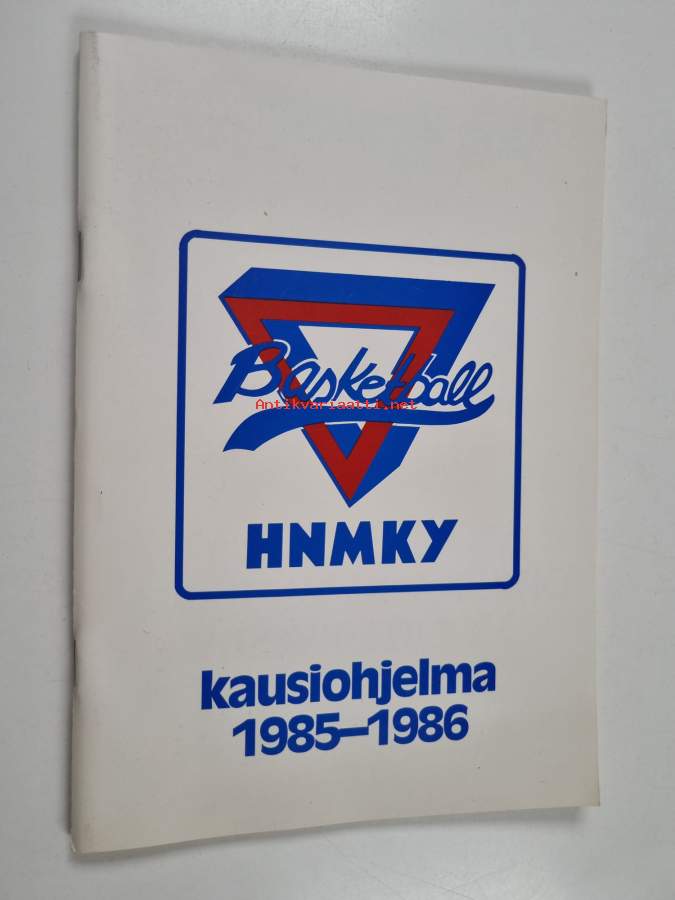 Basketball
Antikvariaatti.net
HNMKY
kausiohjelma
1985–1986